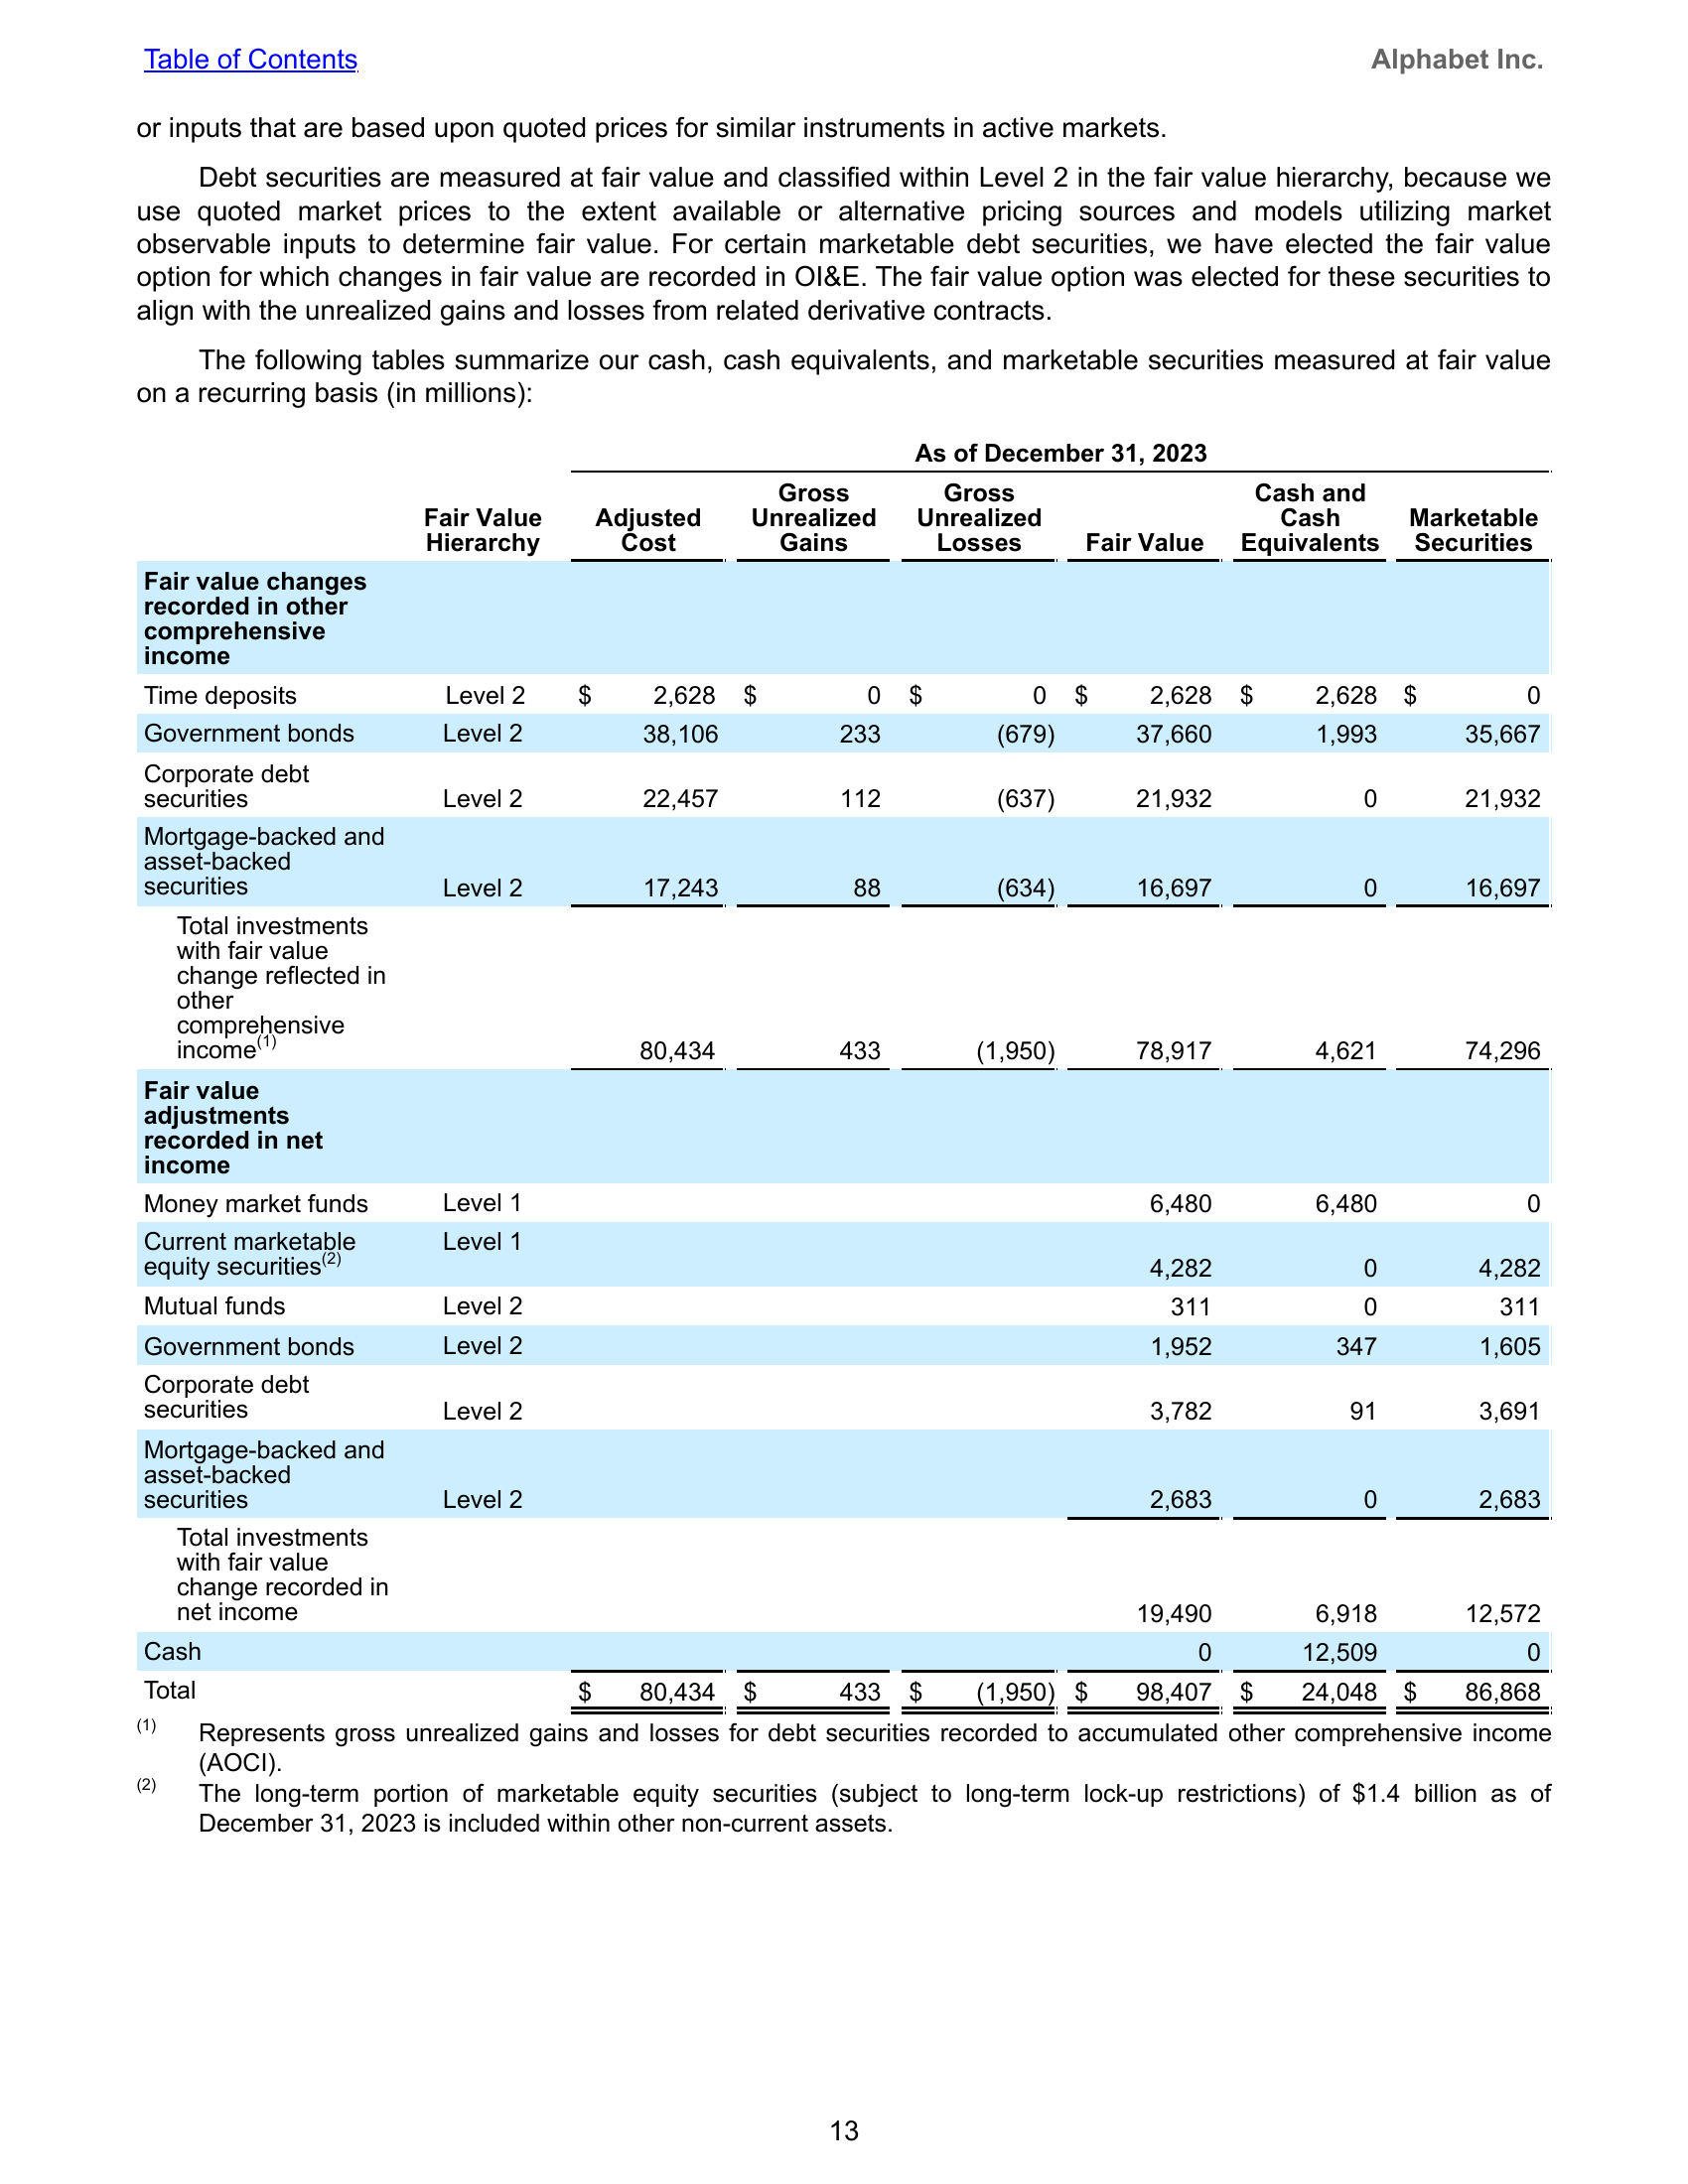 Table of Contents
Alphabet Inc.
or inputs that are based upon quoted prices for similar instruments in active markets.
Debt securities are measured at fair value and classified within Level 2 in the fair value hierarchy, because we
use quoted market prices to the extent available or alternative pricing sources and models utilizing market
observable inputs to determine fair value. For certain marketable debt securities, we have elected the fair value
option for which changes in fair value are recorded in OI&E. The fair value option was elected for these securities to
align with the unrealized gains and losses from related derivative contracts.
The following tables summarize our cash, cash equivalents, and marketable securities measured at fair value
on a recurring basis (in millions):
As of December 31, 2023
Fair Value Hierarchy Adjusted Cost Gross Unrealized Gains Gross Unrealized Losses Fair Value Cash and Cash Equivalents Marketable Securities
Fair value changes
recorded in other
comprehensive
income
Time deposits Level 2 $ 2,628 $ 0 $ 0 $ 2,628 $ 2,628 $ 0
Government bonds Level 2 38,106 233 (679) 37,660 1,993 35,667
Corporate debt
securities Level 2 22,457 112 (637) 21,932 0 21,932
Mortgage-backed and
asset-backed
securities Level 2 17,243 88 (634) 16,697 0 16,697
Total investments
with fair value
change reflected in
other
comprehensive
income(1) 80,434 433 (1,950) 78,917 4,621 74,296
Fair value
adjustments
recorded in net
income
Money market funds Level 1 6,480 6,480 0
Current marketable Level 1
equity securities(2) 4,282 0 4,282
Mutual funds Level 2 311 0 311
Government bonds Level 2 1,952 347 1,605
Corporate debt
securities Level 2 3,782 91 3,691
Mortgage-backed and
asset-backed
securities Level 2 2,683 0 2,683
Total investments
with fair value
change recorded in
net income 19,490 6,918 12,572
Cash 0 12,509 0
Total $ 80,434 $ 433 $ (1,950) $ 98,407 $ 24,048 $ 86,868
(1) Represents gross unrealized gains and losses for debt securities recorded to accumulated other comprehensive income
(AOCI).
(2) The long-term portion of marketable equity securities (subject to long-term lock-up restrictions) of $1.4 billion as of
December 31, 2023 is included within other non-current assets.
13